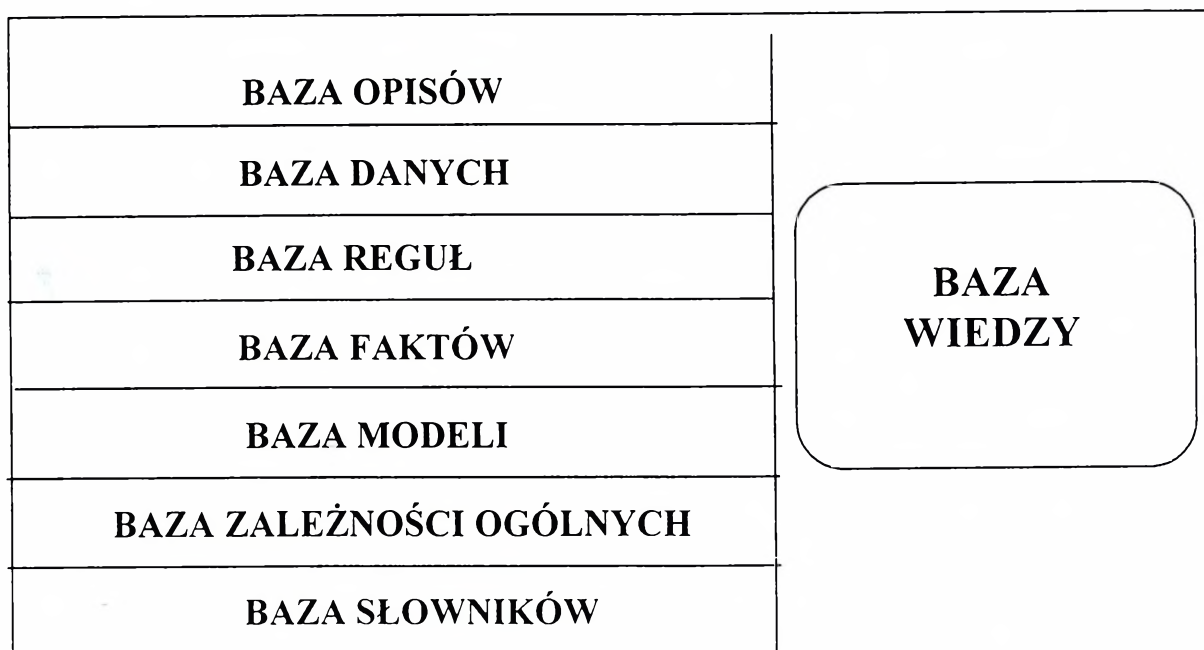 BAZA OPISÓW
BAZA DANYCH
BAZA REGUŁ
BAZA FAKTÓW
BAZA MODELI
BAZA ZALEŻNOŚCI OGÓLNYCH
BAZA SŁOWNIKÓW
BAZA
WIEDZY